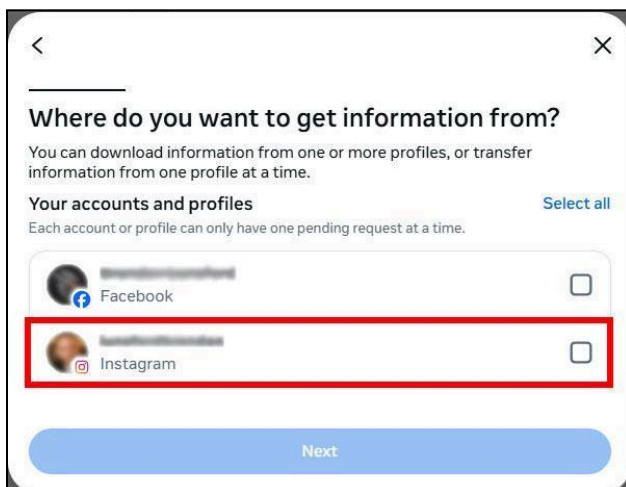 Where do you want to get information from?
You can download information from one or more profiles, or transfer
information from one profile at a time.
Your accounts and profiles
Select all
Each account or profile can only have one pending request at a time.
Facebook
Instagram
Next